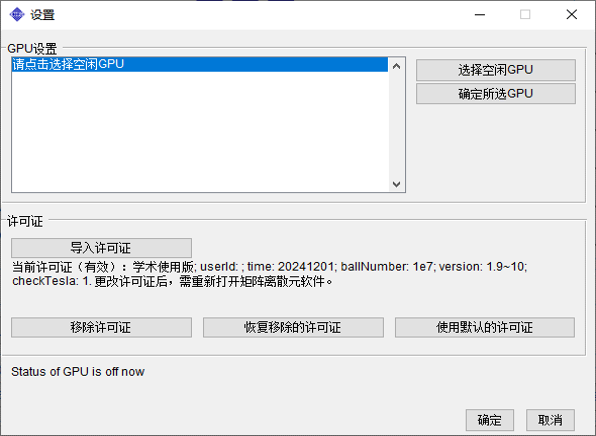 设置
GPU设置
请点击选择空闲GPU
选择空闲GPU
确定所选GPU
许可证
导入许可证
当前许可证（有效）：学术使用版; userId: ; time: 20241201; ballNumber: 1e7; version: 1.9~10;
checkTesla: 1. 更改许可证后，需重新打开矩阵离散元软件。
移除许可证
恢复移除的许可证
使用默认的许可证
Status of GPU is off now
确定
取消